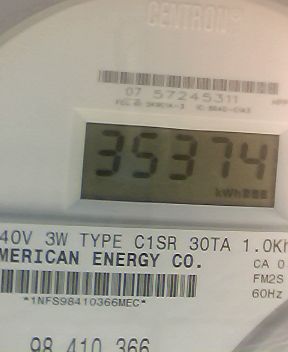 CENTRON®
07 57245311
35374
kWh
40V 3W TYPE C1SR 30TA 1.0Kh
MERICAN ENERGY CO.
CA 0
FM2S
60Hz
*1NFS98410366MEC*
98 410 366